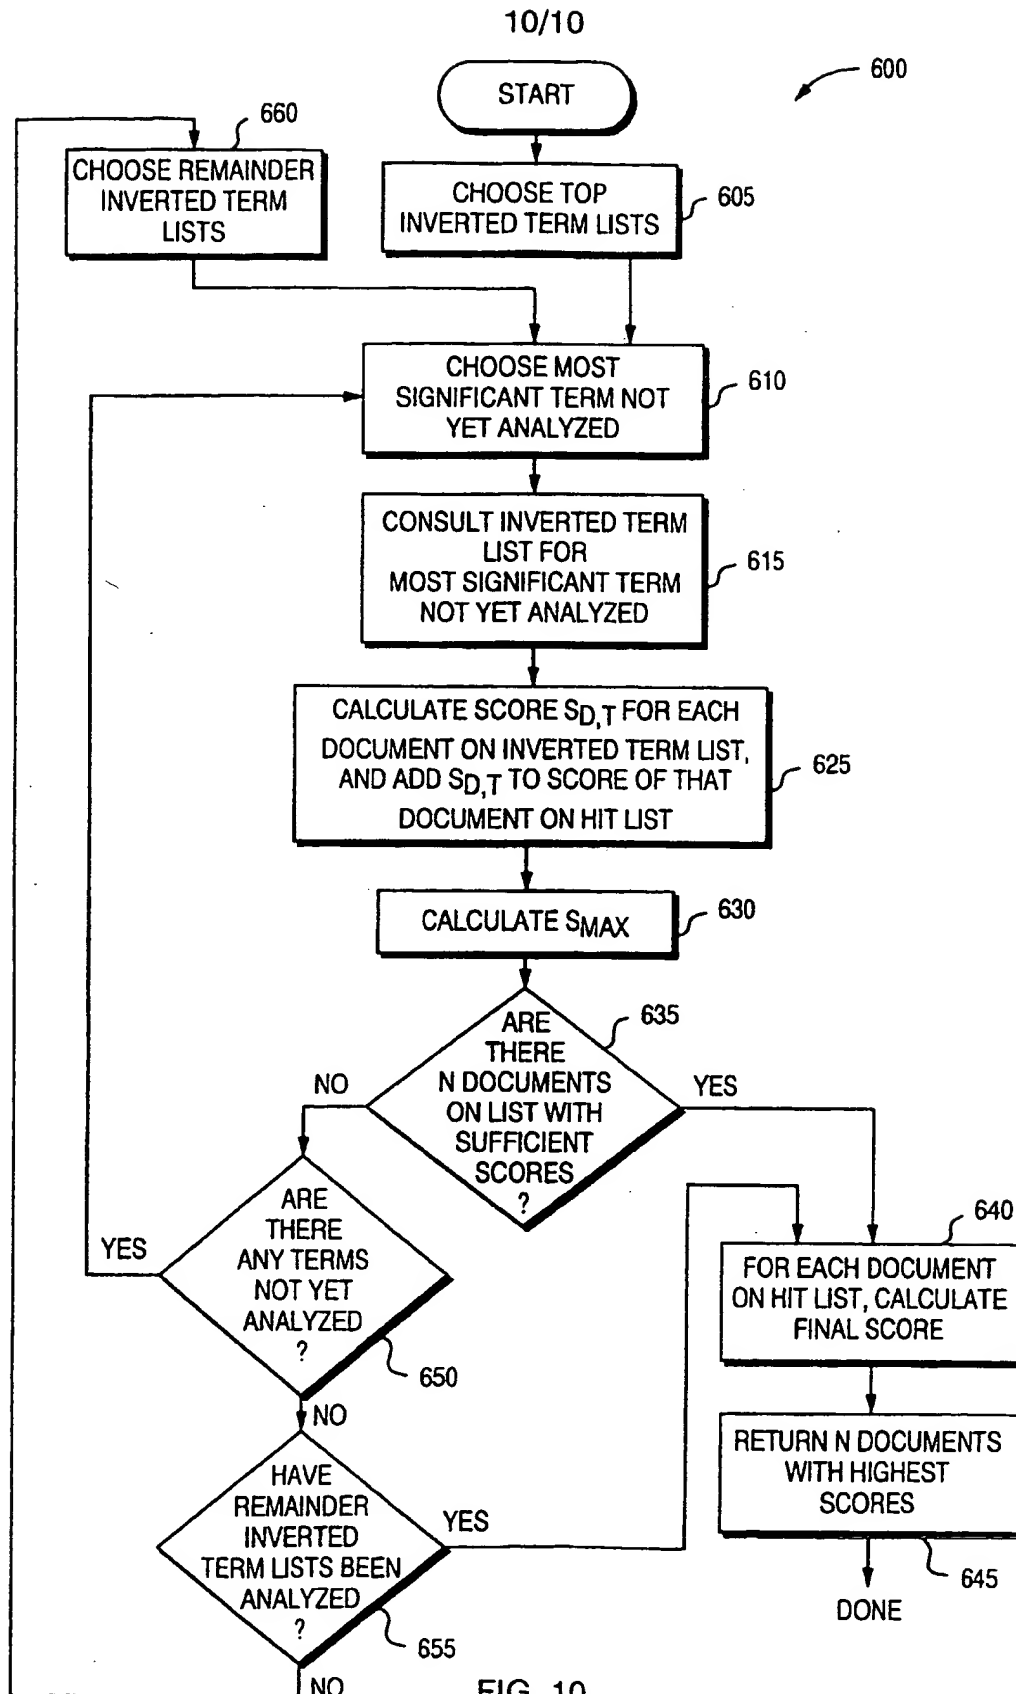 10/10
START
600
660
CHOOSE REMAINDER
INVERTED TERM
LISTS
CHOOSE TOP
INVERTED TERM LISTS
605
CHOOSE MOST
SIGNIFICANT TERM NOT
YET ANALYZED
610
CONSULT INVERTED TERM
LIST FOR
MOST SIGNIFICANT TERM
NOT YET ANALYZED
615
CALCULATE SCORE SD,T FOR EACH
DOCUMENT ON INVERTED TERM LIST,
AND ADD SD,T TO SCORE OF THAT
DOCUMENT ON HIT LIST
625
CALCULATE SMAX
630
ARE
THERE
N DOCUMENTS
ON LIST WITH
SUFFICIENT
SCORES
?
635
NO
YES
ARE
THERE
ANY TERMS
NOT YET
ANALYZED
?
YES
650
NO
640
FOR EACH DOCUMENT
ON HIT LIST, CALCULATE
FINAL SCORE
RETURN N DOCUMENTS
WITH HIGHEST
SCORES
645
DONE
HAVE
REMAINDER
INVERTED
TERM LISTS BEEN
ANALYZED
?
YES
655
NO
FIG. 10